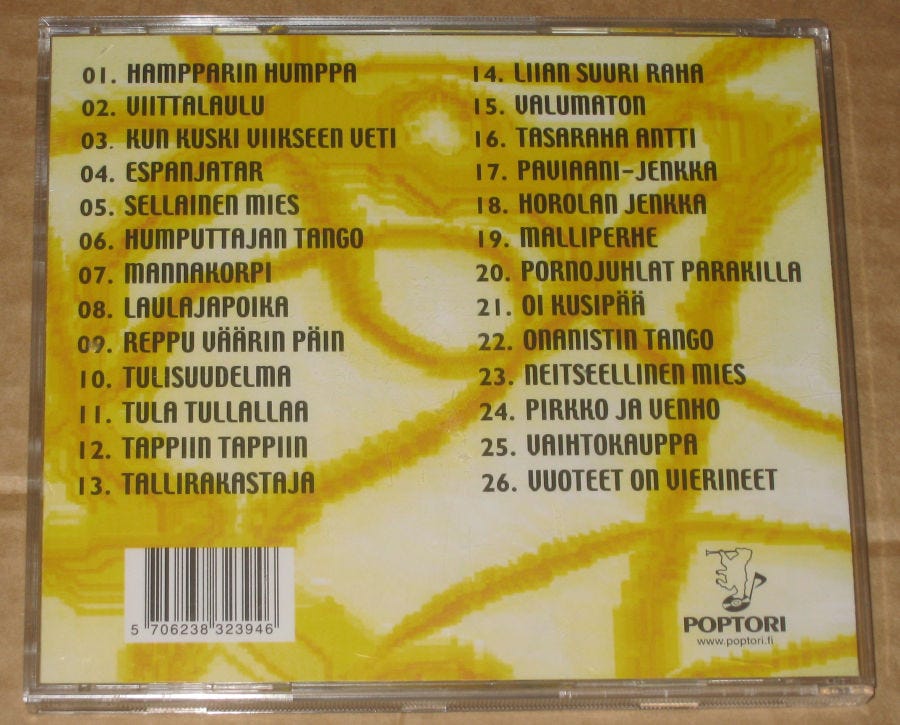 01. HAMPPARIN HUMPPA
02. VIITTALAULU
03. KUN KUSKI VIIKSEEN VETI
04. ESPANJATAR
05. SELLAINEN MIES
06. HUMPUTTAJAN TANGO
07. MANNAKORPI
08. LAULAJAPOIKA
09. REPPU VÄÄRIN PÄIN
10. TULISUUDELMA
11. TULA TULLALLAA
12. TAPPIIN TAPPIIN
13. TALLIRAKASTAJA
14. LIIAN SUURI RAHA
15. VALUMATON
16. TASARAHA ANTTI
17. PAVIAANI-JENKKA
18. HOROLAN JENKKA
19. MALLIPERHE
20. PORNOJUHLAT PARAKILLA
21. OI KUSIPÄÄ
22. ONANISTIN TANGO
23. NEITSEELLINEN MIES
24. PIRKKO JA VENHO
25. VAIHTOKAUPPA
26. VUOTEET ON VIERINEET
5 706238 323946
POPTORI
www.poptori.fi